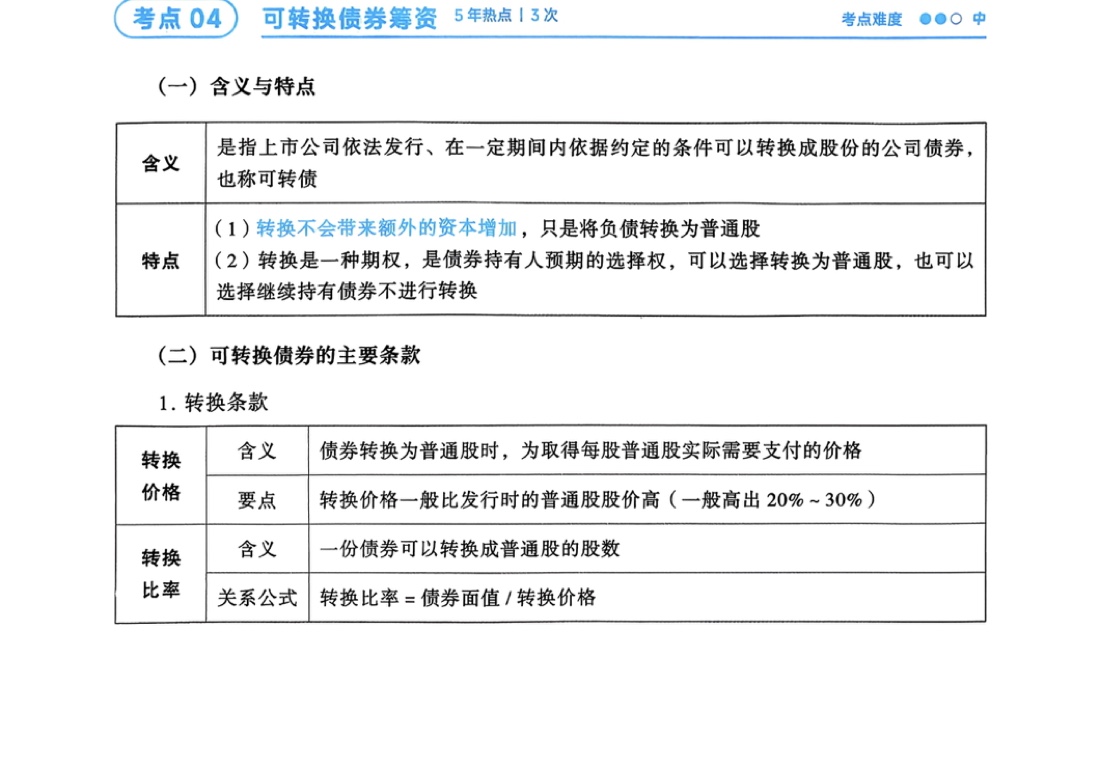 考点 04 可转换债券筹资 5 年热点 | 3 次 考点难度 ●●○ 中
（一）含义与特点
含义
是指上市公司依法发行、在一定期间内依据约定的条件可以转换成股份的公司债券，
也称可转债
特点
（1）转换不会带来额外的资本增加，只是将负债转换为普通股
（2）转换是一种期权，是债券持有人预期的选择权，可以选择转换为普通股，也可以
选择继续持有债券不进行转换
（二）可转换债券的主要条款
1. 转换条款
转换
价格
含义 债券转换为普通股时，为取得每股普通股实际需要支付的价格
要点 转换价格一般比发行时的普通股股价高（一般高出 20% ~ 30%）
转换
比率
含义 一份债券可以转换成普通股的股数
关系公式 转换比率 = 债券面值 / 转换价格